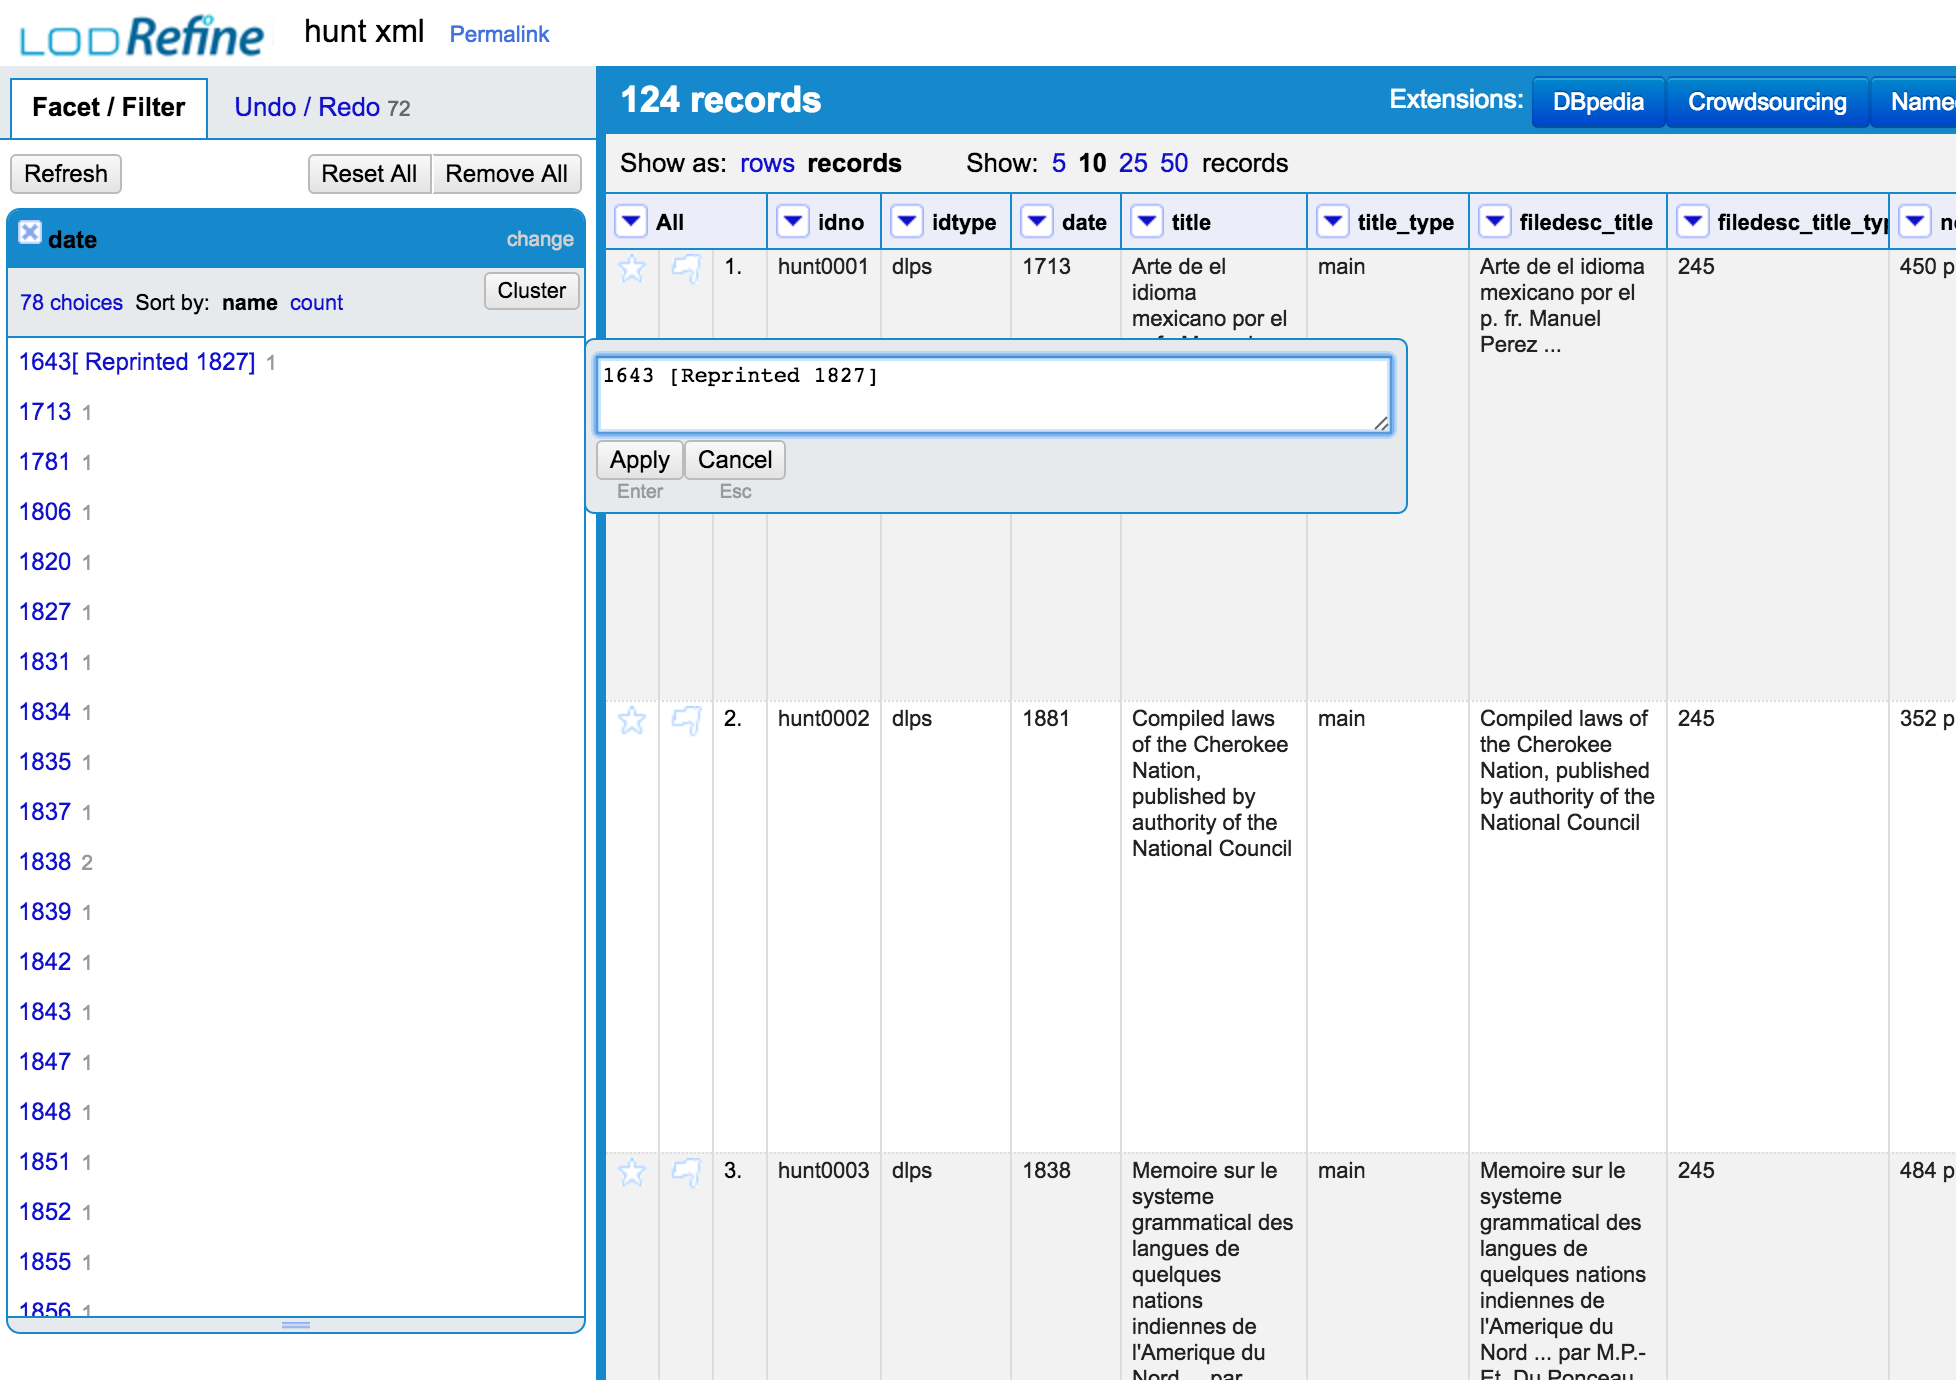 LOD Refine hunt xml Permalink
Facet / Filter Undo / Redo 72
124 records Extensions: DBpedia Crowdsourcing Name
Refresh Reset All Remove All
Show as: rows records Show: 5 10 25 50 records
date change
78 choices Sort by: name count Cluster
1643[ Reprinted 1827] 1
1713 1
1781 1
1806 1
1820 1
1827 1
1831 1
1834 1
1835 1
1837 1
1838 2
1839 1
1842 1
1843 1
1847 1
1848 1
1851 1
1852 1
1855 1
1856 1
All idno idtype date title title_type filedesc_title filedesc_title_typ
1. hunt0001 dlps 1713
Arte de el
idioma
mexicano por el
main
Arte de el idioma
mexicano por el
p. fr. Manuel
Perez ...
245
450 p
1643 [Reprinted 1827]
Apply Cancel
Enter Esc
2. hunt0002 dlps 1881
Compiled laws
of the Cherokee
Nation,
published by
authority of the
National Council
main
Compiled laws of
the Cherokee
Nation, published
by authority of the
National Council
245
352 p
3. hunt0003 dlps 1838
Memoire sur le
systeme
grammatical des
langues de
quelques
nations
indiennes de
l'Amerique du
Nord ... par
main
Memoire sur le
systeme
grammatical des
langues de
quelques nations
indiennes de
l'Amerique du
Nord ... par M.P.-
Et. Du Ponceau
245
484 p